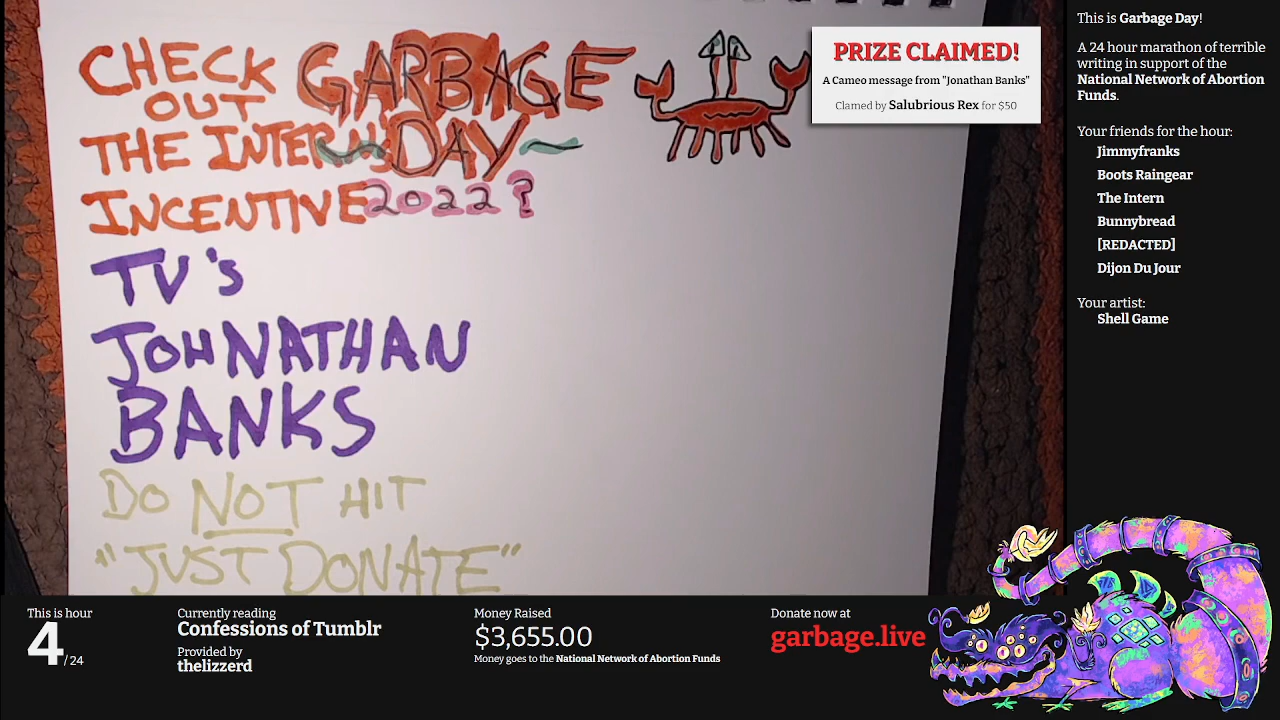 CHECK
OUT
THE INTERN'S
INCENTIVE
GARBAGE
~DAY~
2022?
TV's
JOHNATHAN
BANKS
DO NOT HIT
"JUST DONATE"
PRIZE CLAIMED!
A Cameo message from "Jonathan Banks"
Clamed by Salubrious Rex for $50
This is Garbage Day!
A 24 hour marathon of terrible
writing in support of the
National Network of Abortion
Funds.
Your friends for the hour:
Jimmyfranks
Boots Raingear
The Intern
Bunnybread
[REDACTED]
Dijon Du Jour
Your artist:
Shell Game
This is hour
4/24
Currently reading
Confessions of Tumblr
Provided by
thelizzerd
Money Raised
$3,655.00
Money goes to the National Network of Abortion Funds
Donate now at
garbage.live